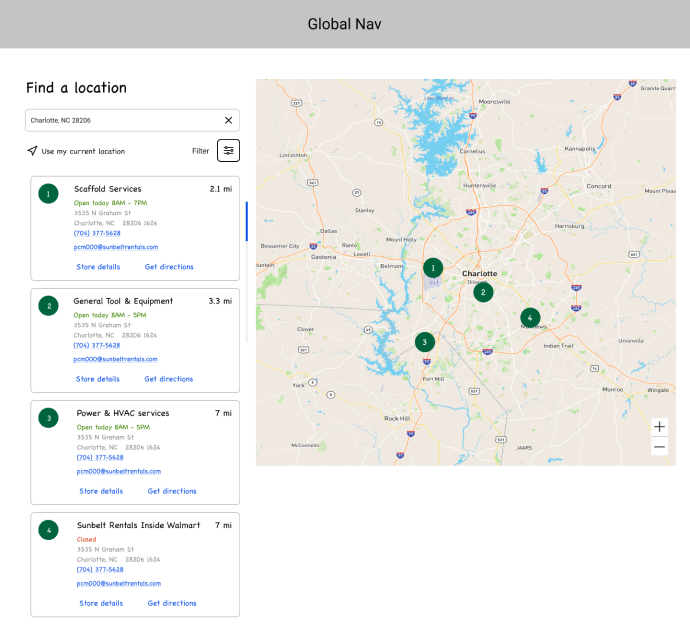 Global Nav
Find a location
Charlotte, NC 28206
Use my current location
Filter
1
Scaffold Services
2.1 mi
Open today 8AM - 7PM
3535 N Graham St
Charlotte, NC 28206 1624
(704) 377-5628
pcm000@sunbeltrentals.com
Store details
Get directions
2
General Tool & Equipment
3.3 mi
Open today 8AM - 5PM
3535 N Graham St
Charlotte, NC 28206 1624
(704) 377-5628
pcm000@sunbeltrentals.com
Store details
Get directions
3
Power & HVAC services
7 mi
Open today 8AM - 5PM
3535 N Graham St
Charlotte, NC 28206 1624
(704) 377-5628
pcm000@sunbeltrentals.com
Store details
Get directions
4
Sunbelt Rentals Inside Walmart
7 mi
Closed
3535 N Graham St
Charlotte, NC 28206 1624
(704) 377-5628
pcm000@sunbeltrentals.com
Store details
Get directions
Granite Quarr
Mooresville
Lincolnton
Cornelius
Kannapolis
Huntersville
Concord
Mount Pleas
Stanley
Harrisburg
Dallas
Mount Holly
Bessemer City
Ranlo
Lowell
Gastonia
Belmont
untain
1
Charlotte
CLT
2
4
Clover
3
Indian Trail
Unionville
Fort Mill
York
Monroe
Wingate
Rock Hill
McConnells
JAARS